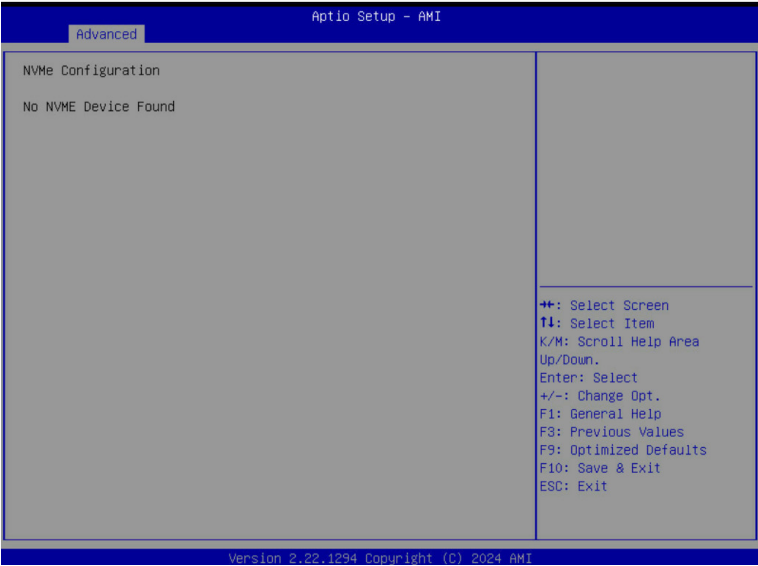 Aptio Setup – AMI
Advanced
NVMe Configuration
No NVME Device Found
→←: Select Screen
↑↓: Select Item
K/M: Scroll Help Area
Up/Down.
Enter: Select
+/-: Change Opt.
F1: General Help
F3: Previous Values
F9: Optimized Defaults
F10: Save & Exit
ESC: Exit
Version 2.22.1294 Copyright (C) 2024 AMI